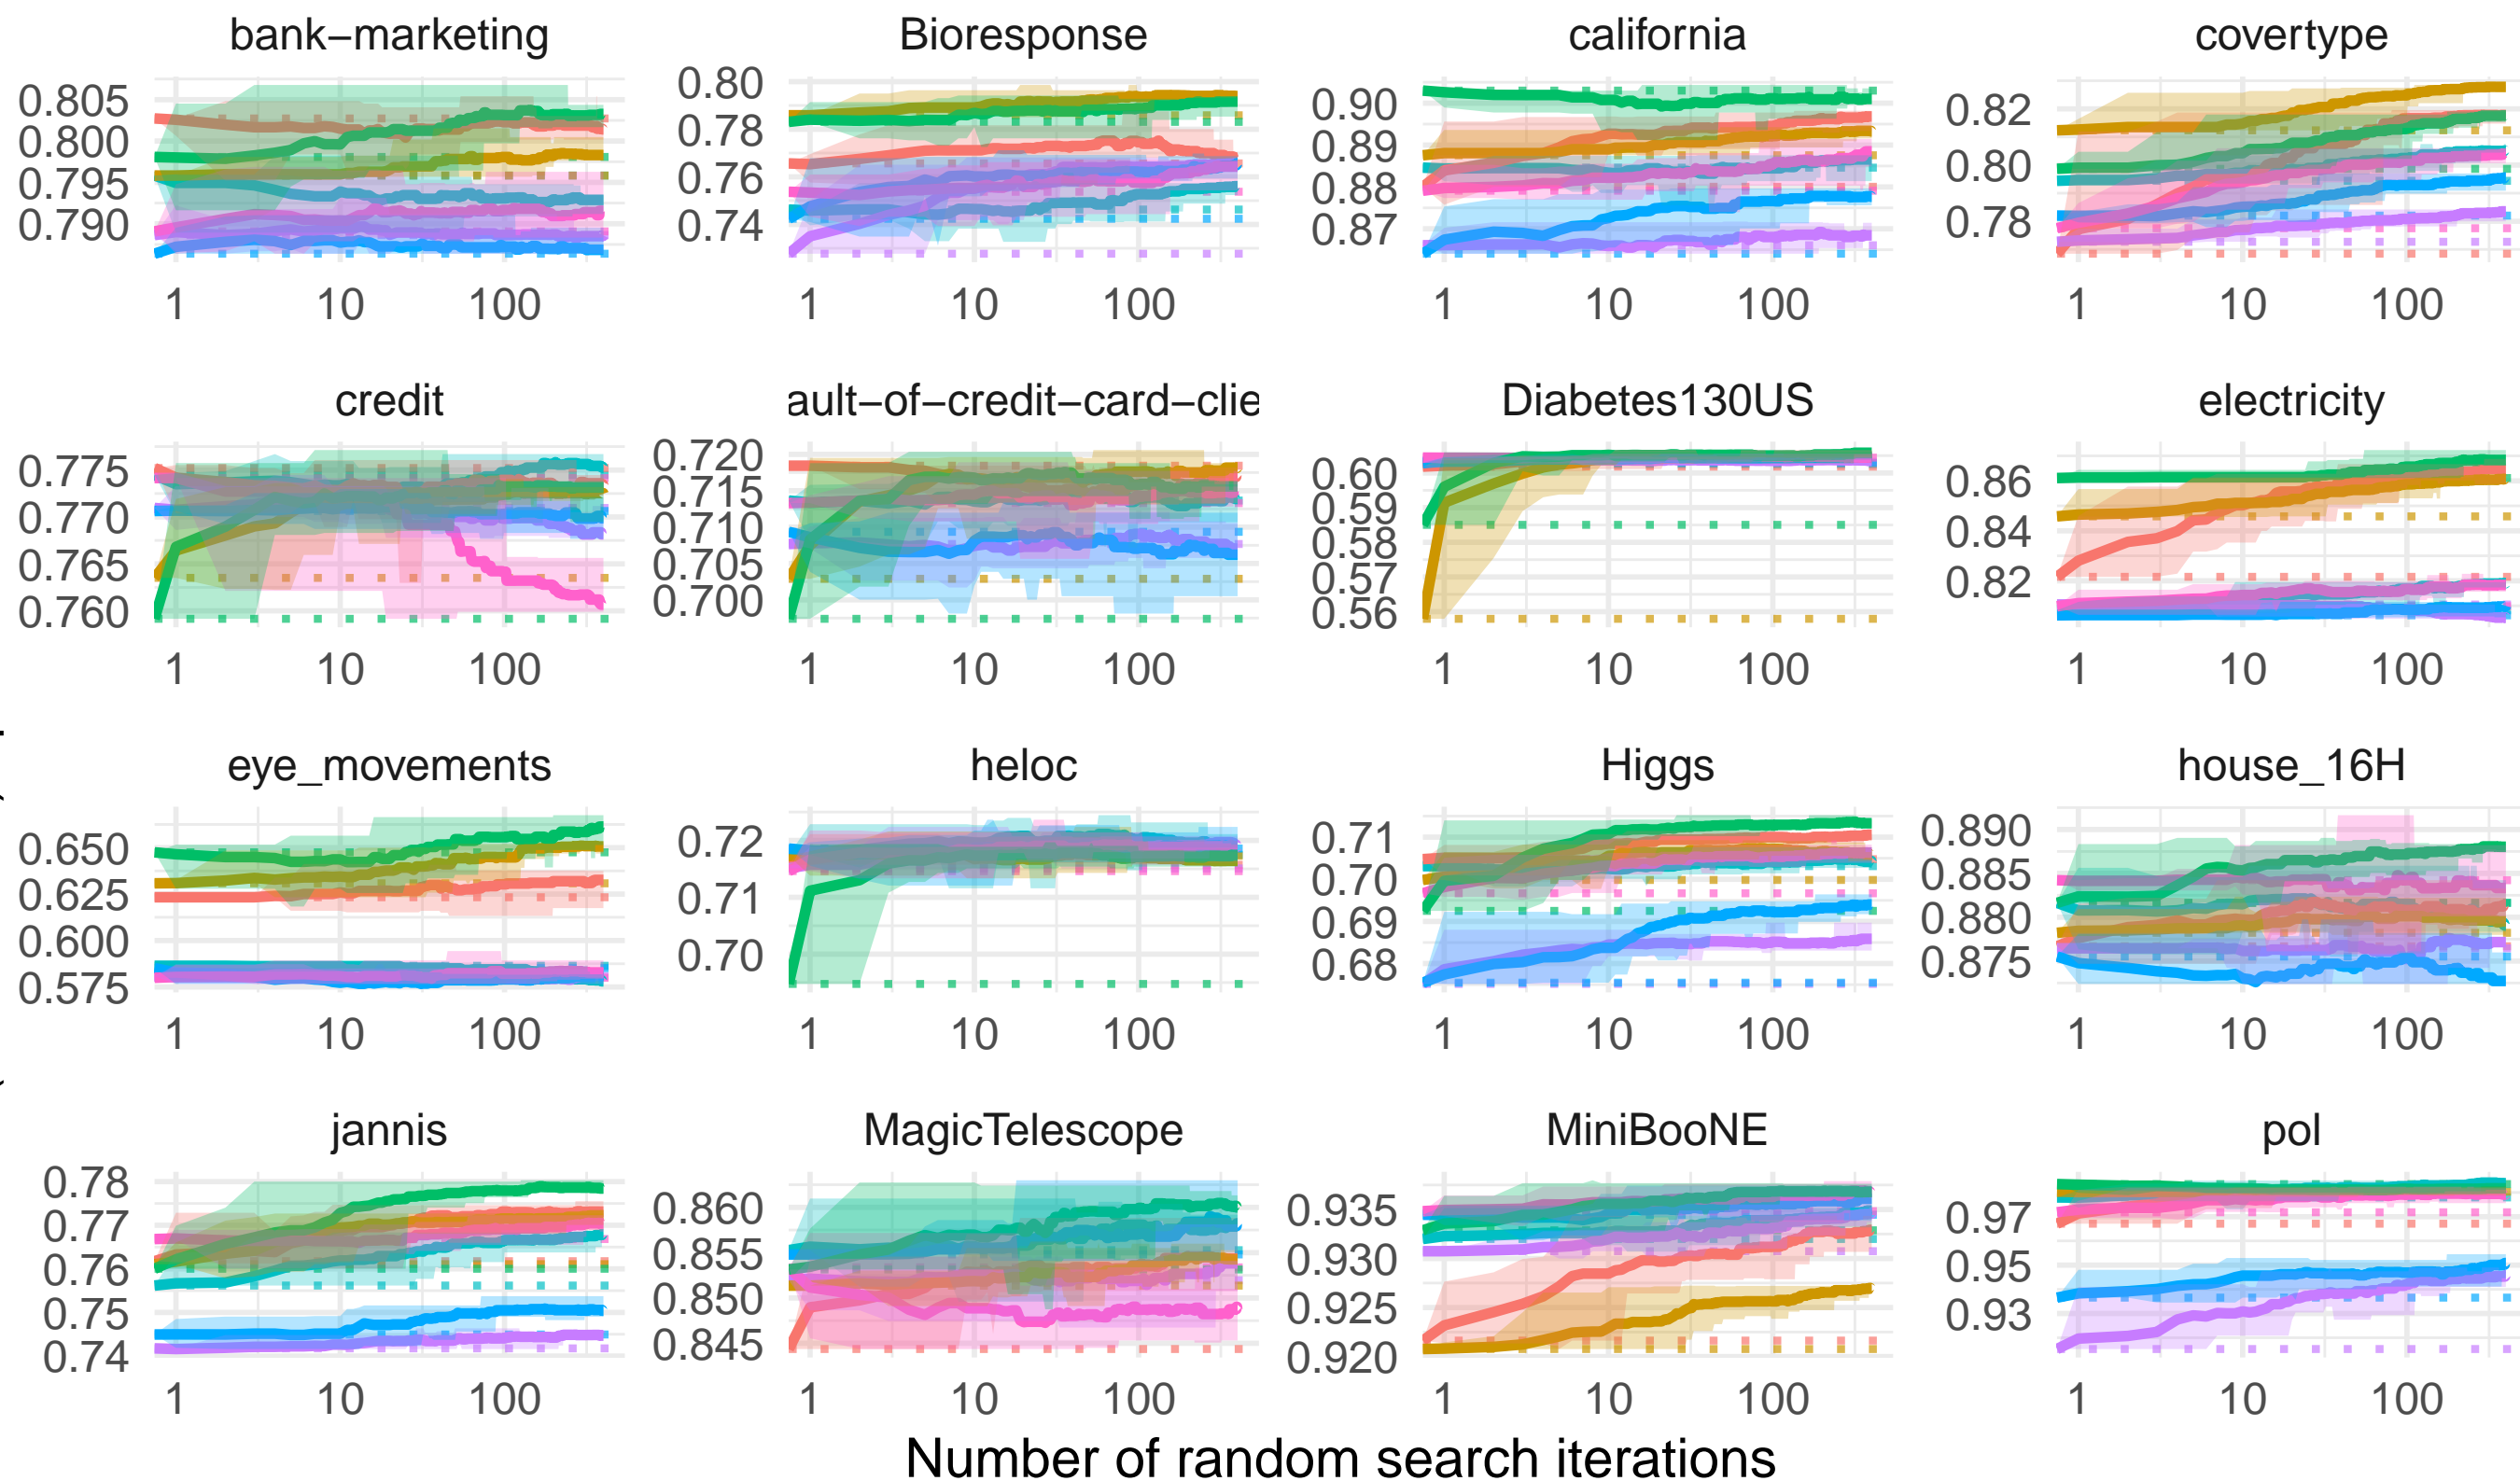 bank−marketing Bioresponse california covertype
0.805 0.800 0.795 0.790
0.80 0.78 0.76 0.74
0.90 0.89 0.88 0.87
0.82 0.80 0.78
1 10 100 1 10 100 1 10 100 1 10 100
credit ault−of−credit−card−clie Diabetes130US electricity
0.775 0.770 0.765 0.760
0.720 0.715 0.710 0.705 0.700
0.60 0.59 0.58 0.57 0.56
0.86 0.84 0.82
1 10 100 1 10 100 1 10 100 1 10 100
eye_movements heloc Higgs house_16H
0.650 0.625 0.600 0.575
0.72 0.71 0.70
0.71 0.70 0.69 0.68
0.890 0.885 0.880 0.875
1 10 100 1 10 100 1 10 100 1 10 100
jannis MagicTelescope MiniBooNE pol
0.78 0.77 0.76 0.75 0.74
0.860 0.855 0.850 0.845
0.935 0.930 0.925 0.920
0.97 0.95 0.93
1 10 100 1 10 100 1 10 100 1 10 100
Number of random search iterations